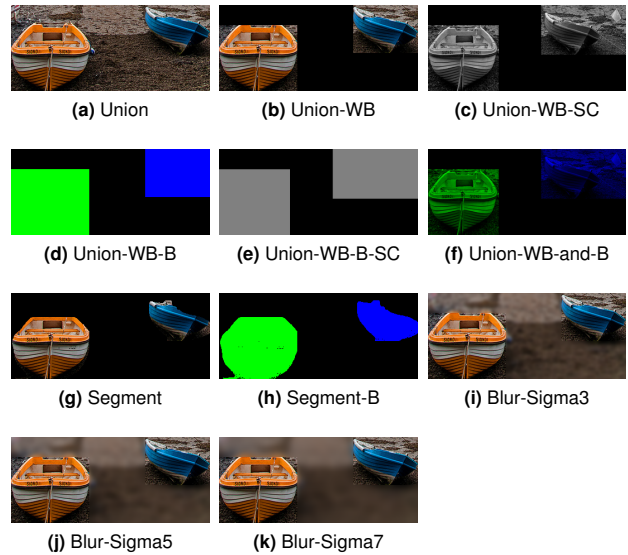 (a) Union
(b) Union-WB
(c) Union-WB-SC
(d) Union-WB-B
(e) Union-WB-B-SC
(f) Union-WB-and-B
(g) Segment
(h) Segment-B
(i) Blur-Sigma3
(j) Blur-Sigma5
(k) Blur-Sigma7